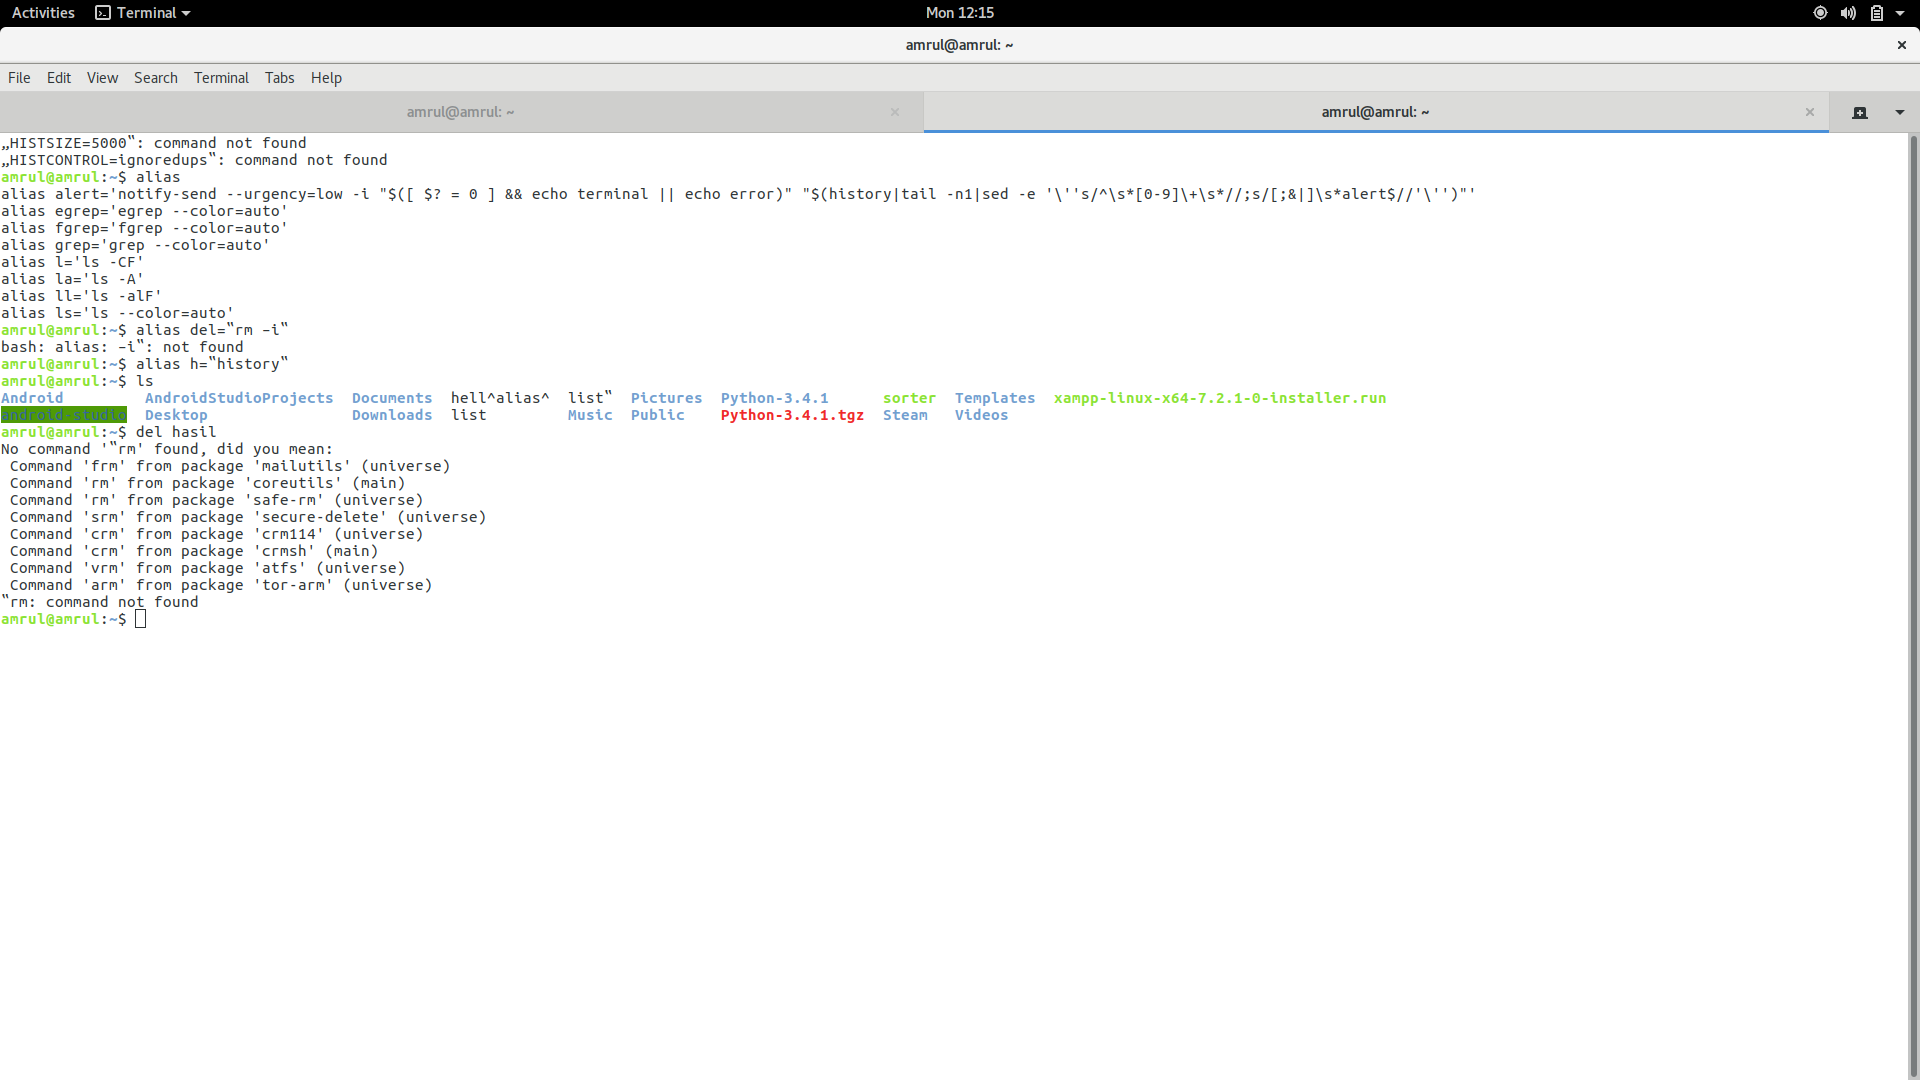 Activities Terminal Mon 12:15
amrul@amrul: ~
File Edit View Search Terminal Tabs Help
amrul@amrul: ~ amrul@amrul: ~
„HISTSIZE=5000‟: command not found
„HISTCONTROL=ignoredups‟: command not found
amrul@amrul:~$ alias
alias alert='notify-send --urgency=low -i "$([ $? = 0 ] && echo terminal || echo error)" "$(history|tail -n1|sed -e '\''s/^\s*[0-9]\+\s*//;s/[;&|]\s*alert$//'\'')"'
alias egrep='egrep --color=auto'
alias fgrep='fgrep --color=auto'
alias grep='grep --color=auto'
alias l='ls -CF'
alias la='ls -A'
alias ll='ls -alF'
alias ls='ls --color=auto'
amrul@amrul:~$ alias del=‟rm –i‟
bash: alias: –i‟: not found
amrul@amrul:~$ alias h=‟history‟
amrul@amrul:~$ ls
Android AndroidStudioProjects Documents hell^alias^ list‟ Pictures Python-3.4.1 sorter Templates xampp-linux-x64-7.2.1-0-installer.run
android-studio Desktop Downloads list Music Public Python-3.4.1.tgz Steam Videos
amrul@amrul:~$ del hasil
No command '‟rm' found, did you mean:
 Command 'frm' from package 'mailutils' (universe)
 Command 'rm' from package 'coreutils' (main)
 Command 'rm' from package 'safe-rm' (universe)
 Command 'srm' from package 'secure-delete' (universe)
 Command 'crm' from package 'crm114' (universe)
 Command 'crm' from package 'crmsh' (main)
 Command 'vrm' from package 'atfs' (universe)
 Command 'arm' from package 'tor-arm' (universe)
‟rm: command not found
amrul@amrul:~$